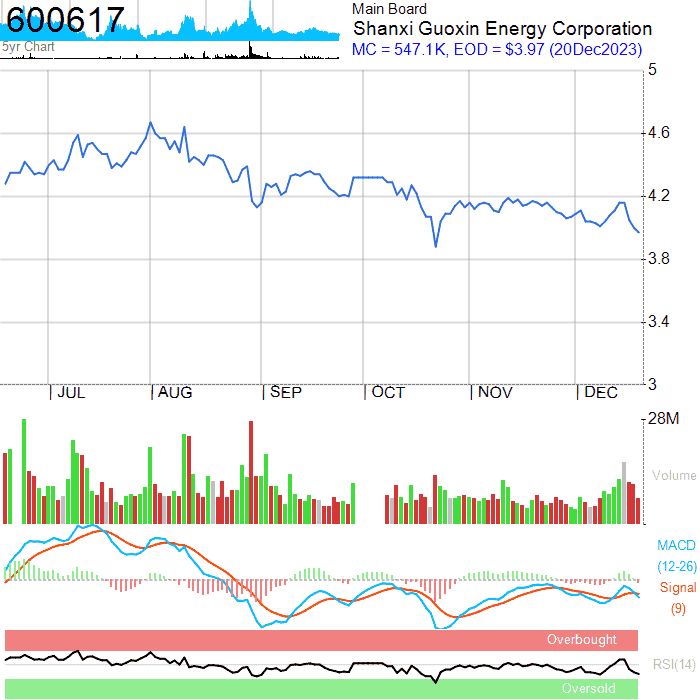 600617
5yr Chart
Main Board
Shanxi Guoxin Energy Corporation
MC = 547.1K, EOD = $3.97 (20Dec2023)
5
4.6
4.2
3.8
3.4
3
JUL AUG SEP OCT NOV DEC
28M
Volume
MACD
(12-26)
Signal
(9)
Overbought
RSI(14)
Oversold